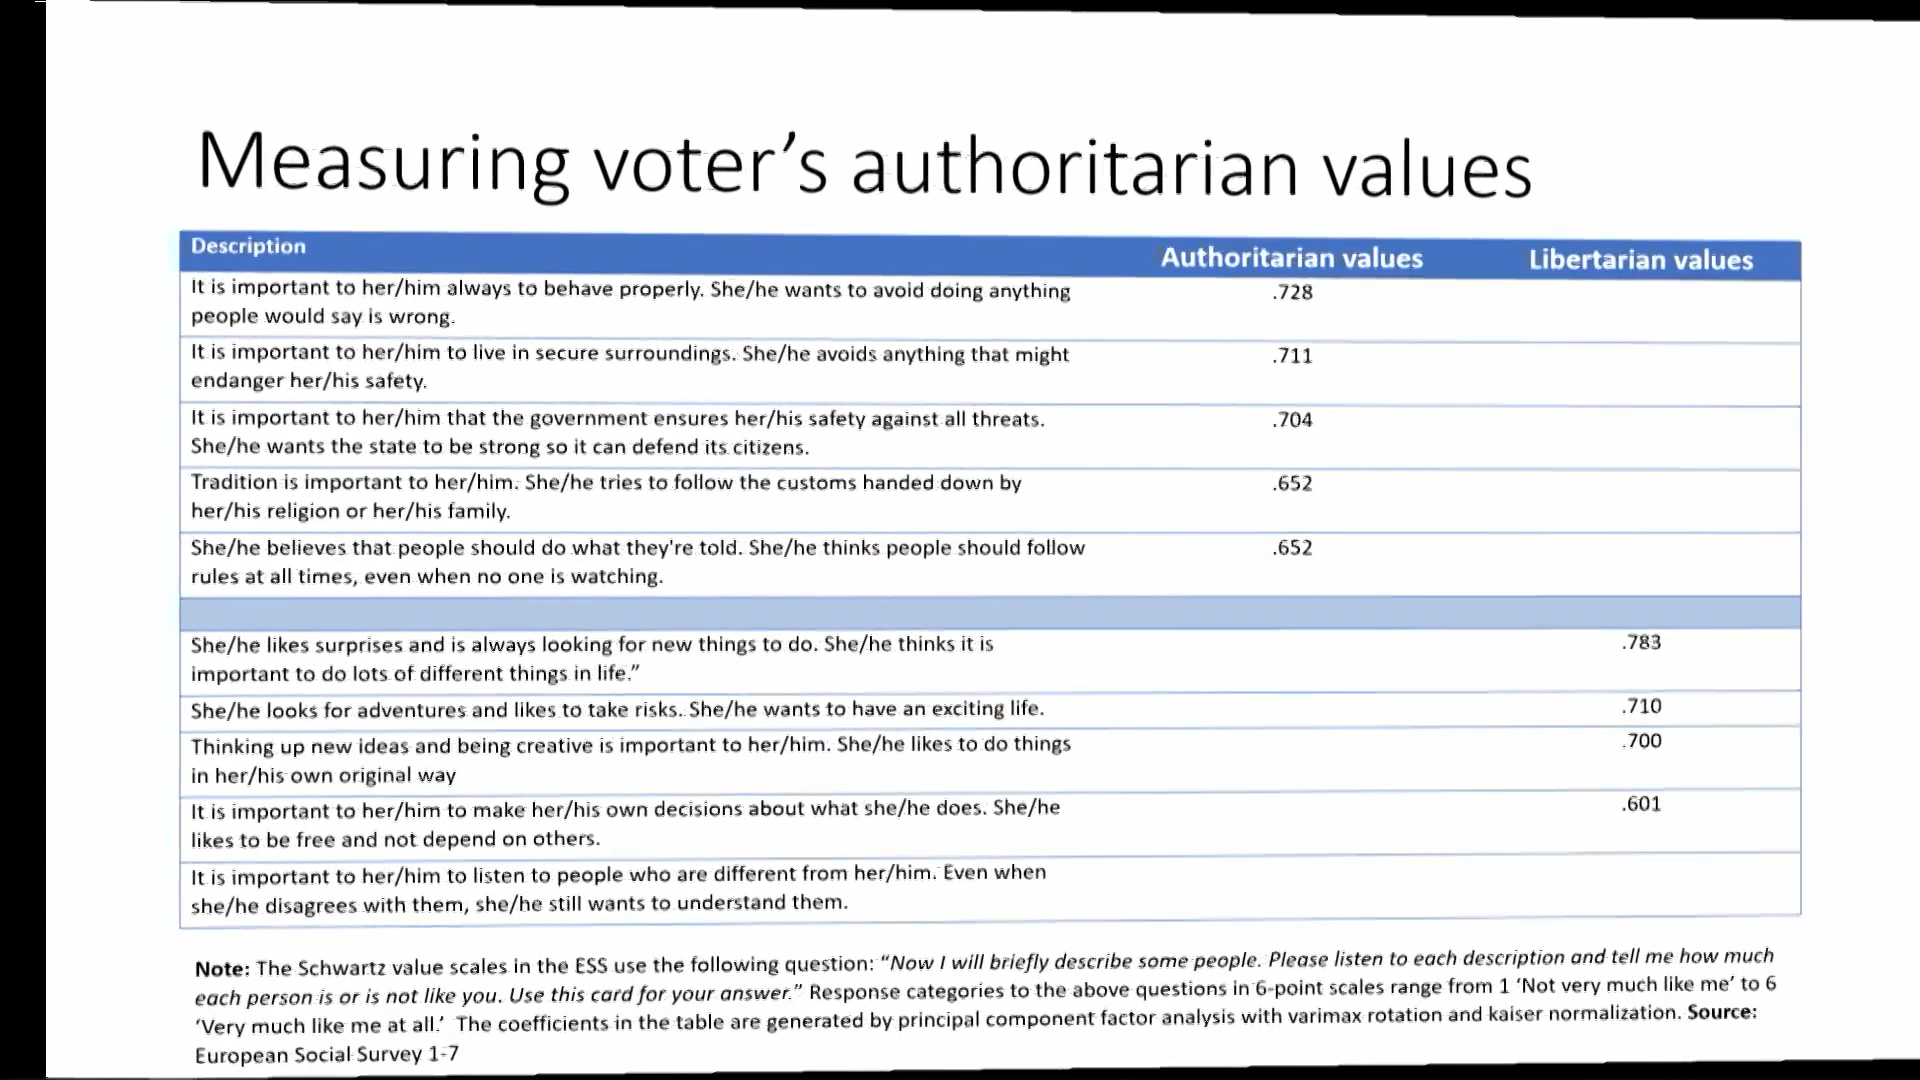 Measuring voter’s authoritarian values
Description Authoritarian values Libertarian values
It is important to her/him always to behave properly. She/he wants to avoid doing anything .728
people would say is wrong.
It is important to her/him to live in secure surroundings. She/he avoids anything that might .711
endanger her/his safety.
It is important to her/him that the government ensures her/his safety against all threats. .704
She/he wants the state to be strong so it can defend its citizens.
Tradition is important to her/him. She/he tries to follow the customs handed down by .652
her/his religion or her/his family.
She/he believes that people should do what they're told. She/he thinks people should follow .652
rules at all times, even when no one is watching.
She/he likes surprises and is always looking for new things to do. She/he thinks it is .783
important to do lots of different things in life.”
She/he looks for adventures and likes to take risks. She/he wants to have an exciting life. .710
Thinking up new ideas and being creative is important to her/him. She/he likes to do things .700
in her/his own original way
It is important to her/him to make her/his own decisions about what she/he does. She/he .601
likes to be free and not depend on others.
It is important to her/him to listen to people who are different from her/him. Even when
she/he disagrees with them, she/he still wants to understand them.
Note: The Schwartz value scales in the ESS use the following question: “Now I will briefly describe some people. Please listen to each description and tell me how much
each person is or is not like you. Use this card for your answer.” Response categories to the above questions in 6-point scales range from 1 ‘Not very much like me’ to 6
‘Very much like me at all.’ The coefficients in the table are generated by principal component factor analysis with varimax rotation and kaiser normalization. Source:
European Social Survey 1-7